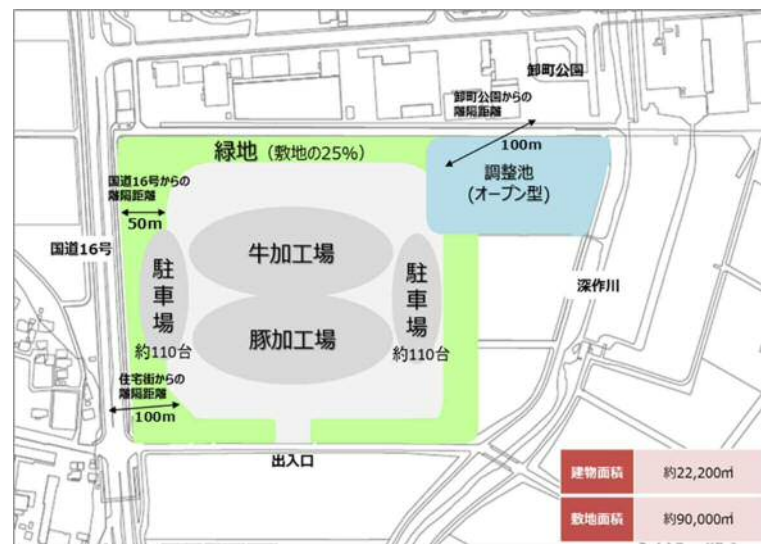 卸町公園
卸町公園からの
離隔距離
100m
緑地（敷地の25%）
調整池
(オープン型)
国道16号からの
離隔距離
50m
国道16号
牛加工場
駐車場
約110台
駐車場
約110台
豚加工場
深作川
住宅街からの
離隔距離
100m
出入口
建物面積 約22,200㎡
敷地面積 約90,000㎡